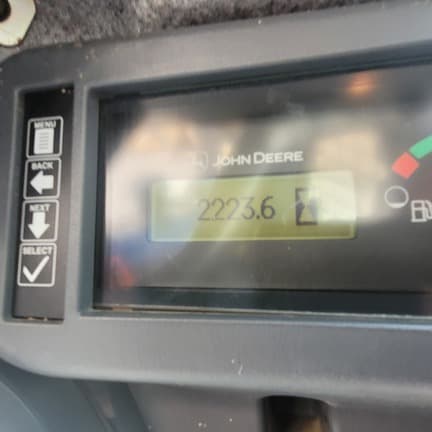 MENU
BACK
NEXT
SELECT
JOHN DEERE
2223.6